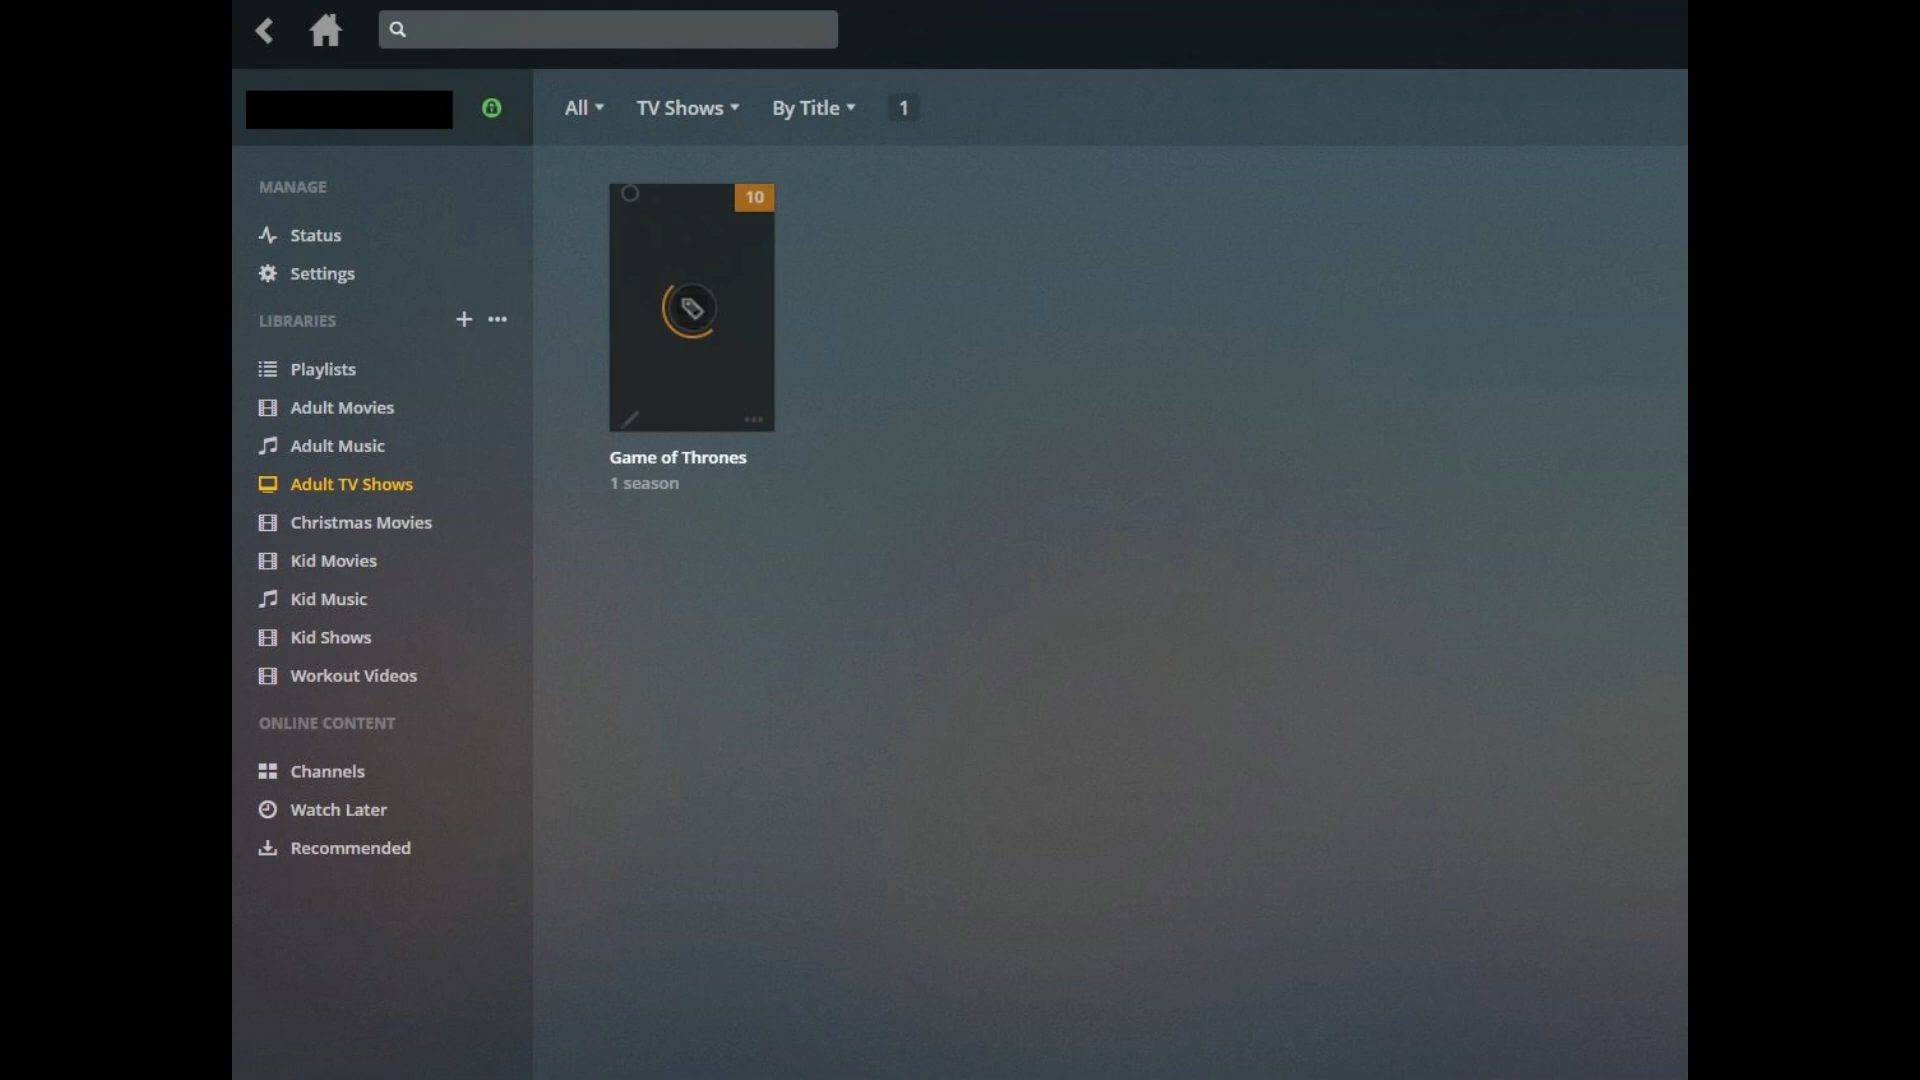 All TV Shows By Title 1
MANAGE
Status
Settings
LIBRARIES
Playlists
Adult Movies
Adult Music
Adult TV Shows
Christmas Movies
Kid Movies
Kid Music
Kid Shows
Workout Videos
ONLINE CONTENT
Channels
Watch Later
Recommended
10
Game of Thrones
1 season